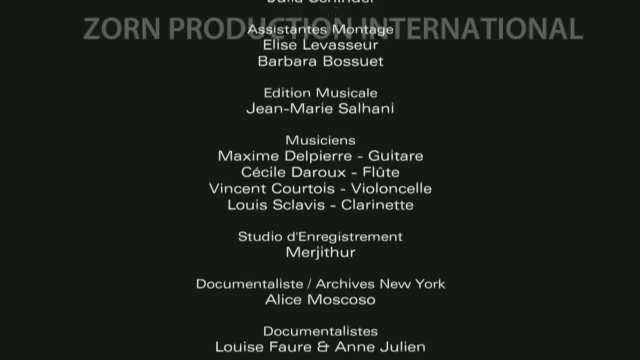 ZORN PRODUCTION INTERNATIONAL
Assistantes Montage
Elise Levasseur
Barbara Bossuet
Edition Musicale
Jean-Marie Salhani
Musiciens
Maxime Delpierre - Guitare
Cécile Daroux - Flûte
Vincent Courtois - Violoncelle
Louis Sclavis - Clarinette
Studio d'Enregistrement
Merjithur
Documentaliste / Archives New York
Alice Moscoso
Documentalistes
Louise Faure & Anne Julien